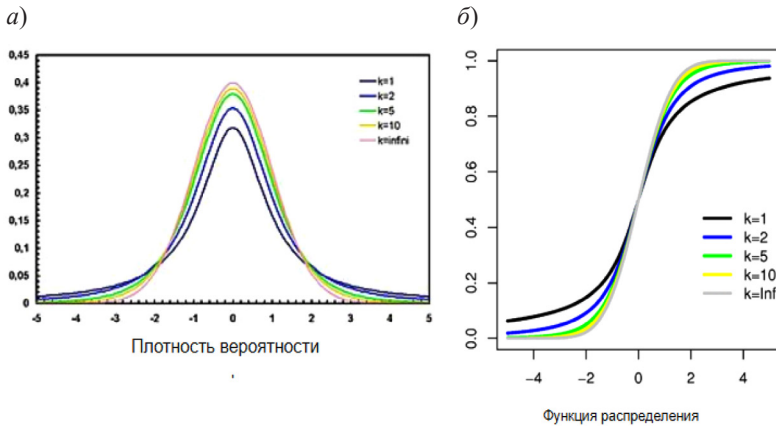 а)
0,45
0,4
0,35
0,3
0,25
0,2
0,15
0,1
0,05
0
-5 -4 -3 -2 -1 0 1 2 3 4 5
k=1
k=2
k=5
k=10
k=infini
Плотность вероятности
б)
1.0
0.8
0.6
0.4
0.2
0.0
−4 −2 0 2 4
k=1
k=2
k=5
k=10
k=Inf
Функция распределения